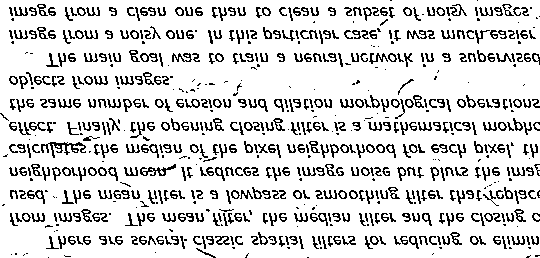 There are several classic spatial filters for reducing or elimin
from images. The mean filter, the median filter and the closing o
used. The mean filter is a lowpass or smoothing filter that replace
neighborhood mean. It reduces the image noise but blurs the imag
calculates the median of the pixel neighborhood for each pixel, th
effect. Finally, the opening closing filter is a mathematical morpho
the same number of erosion and dilation morphological operations
objects from images.
The main goal was to train a neural network in a supervised
image from a noisy one. In this particular case, it was much easier
image from a clean one than to clean a subset of noisy images.